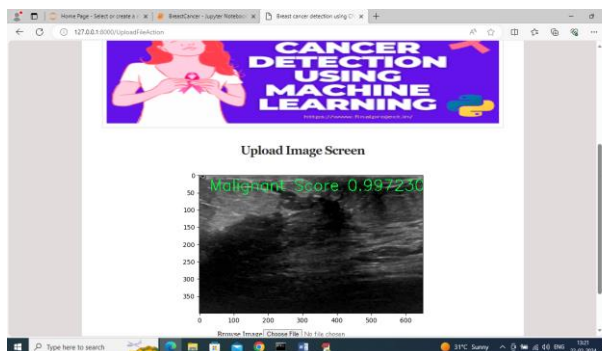 Home Page - Select or create a
BreastCancer - Jupyter Notebook
Breast cancer detection using
127.0.0.1:8000/UploadFileAction
CANCER
DETECTION
USING
MACHINE
LEARNING
Upload Image Screen
Malignant Score 0.997230
0
50
100
150
200
250
300
350
0 100 200 300 400 500 600
Browse Image Choose File No file chosen
Type here to search
31°C Sunny
ENG
13:21